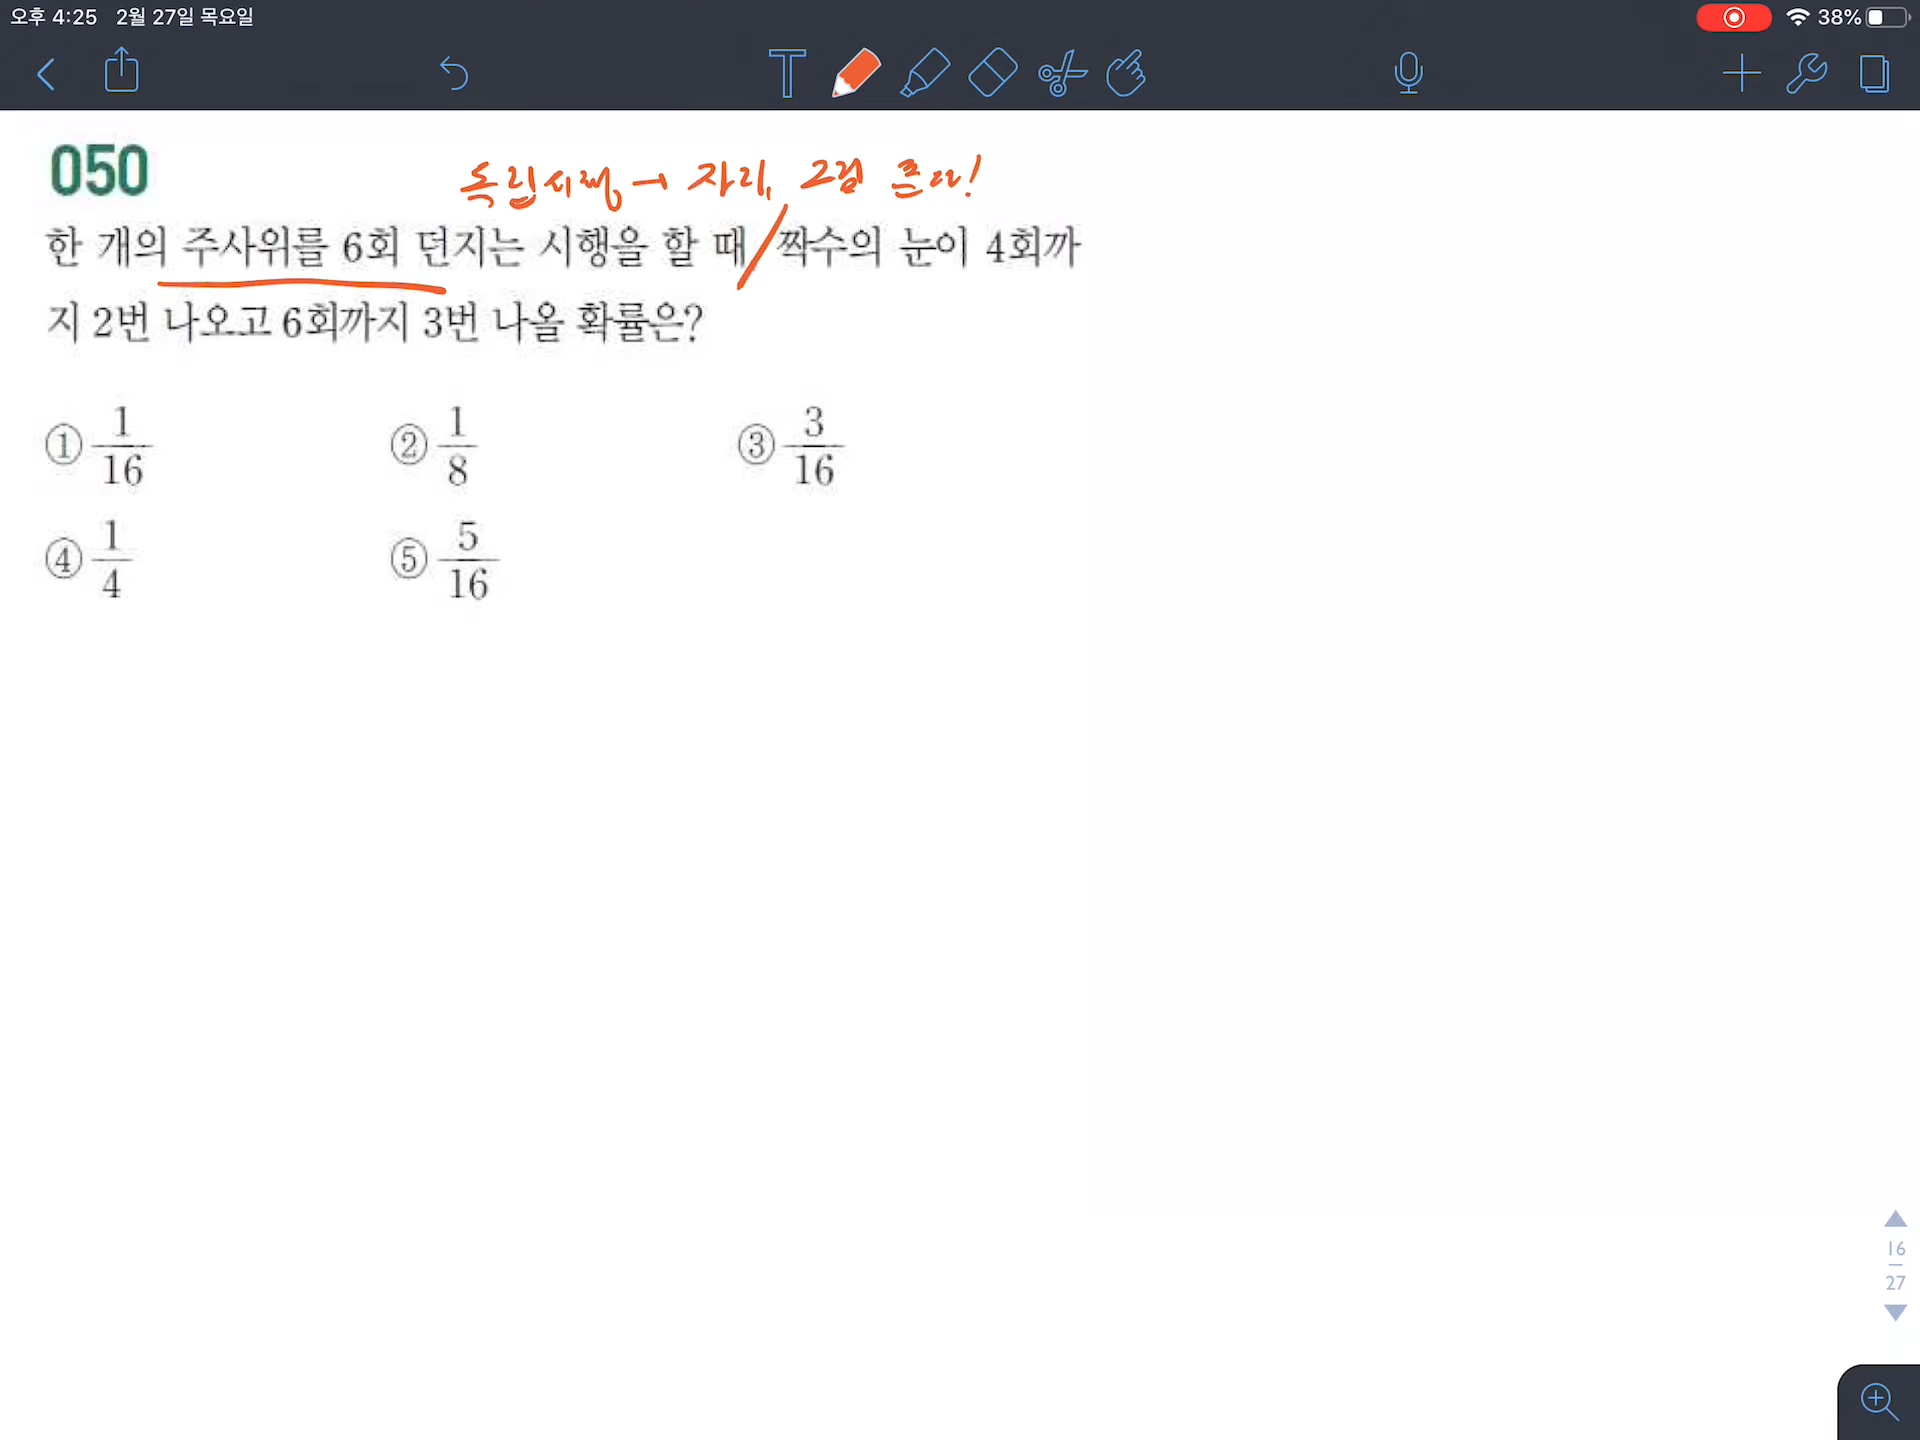 오후 4:25 2월 27일 목요일
38%
050
독립시행 → 자리, 그림
한 개의 주사위를 6회 던지는 시행을 할 때 짝수의 눈이 4회까
지 2번 나오고 6회까지 3번 나올 확률은?
① 1/16 ② 1/8 ③ 3/16
④ 1/4 ⑤ 5/16
16
27